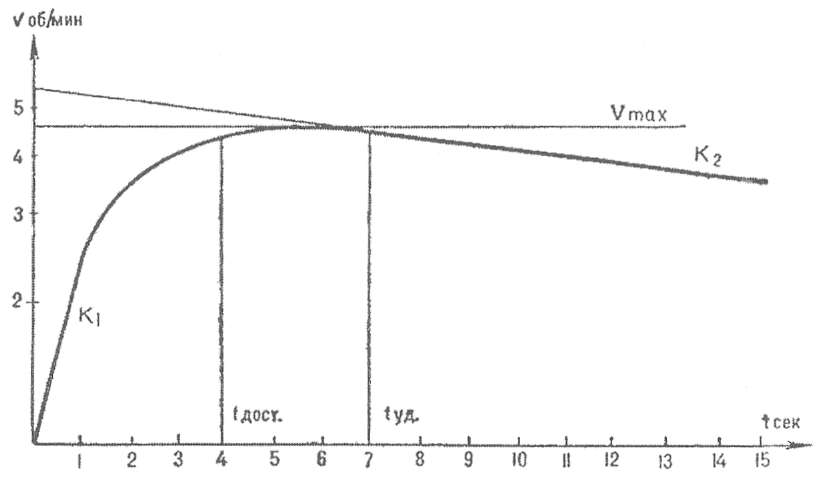 V об/мин
5
Vmax
4
K2
3
2
K1
t дост.
t уд.
t сек
1 2 3 4 5 6 7 8 9 10 11 12 13 14 15